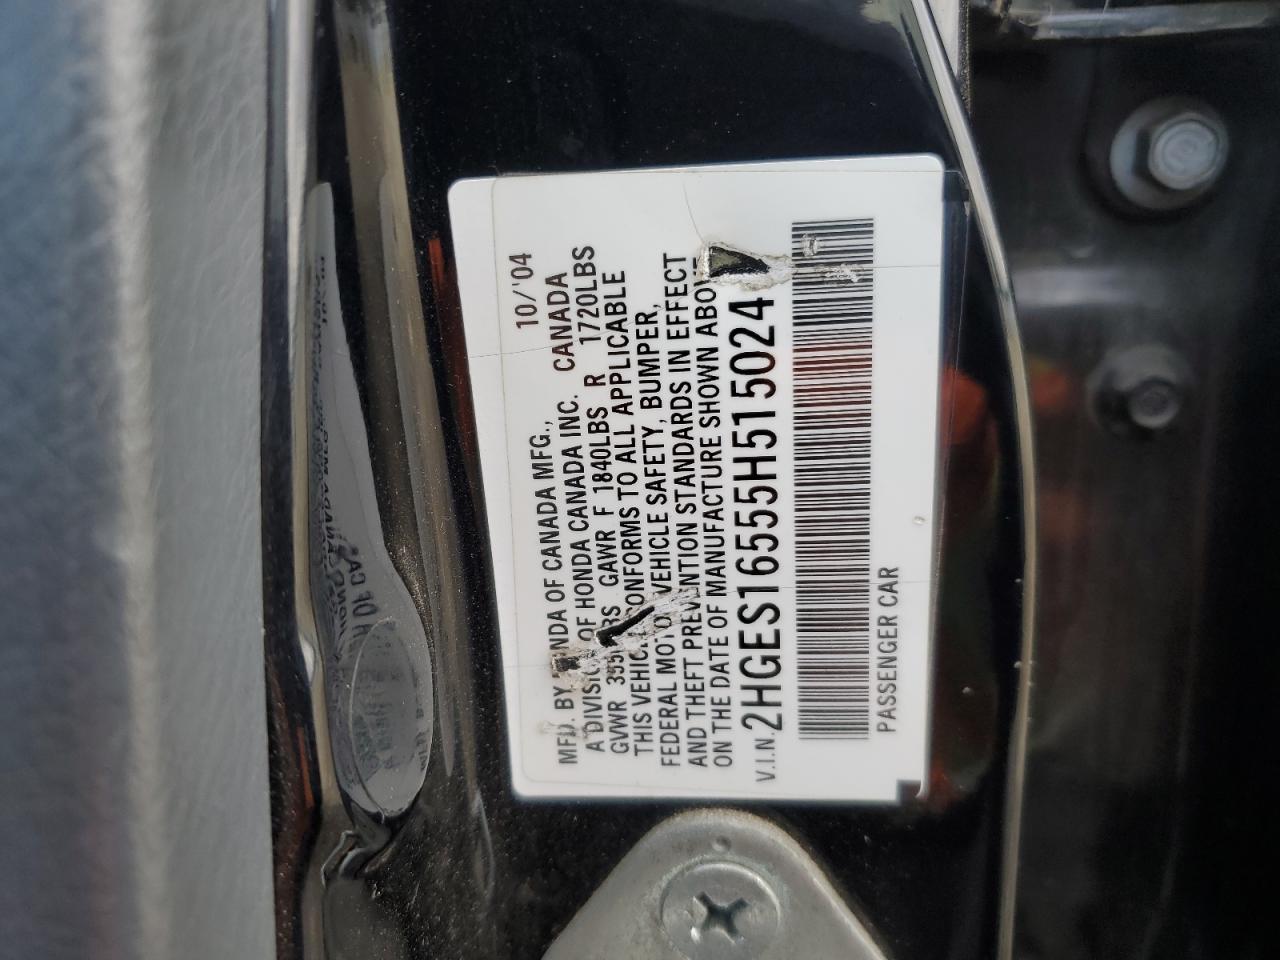 MFD. BY HONDA OF CANADA MFG., 10/'04
A DIVISION OF HONDA CANADA INC. CANADA
GVWR LBS GAWR F 1840LBS R 1720LBS
THIS VEHICLE CONFORMS TO ALL APPLICABLE
FEDERAL MOTOR VEHICLE SAFETY, BUMPER,
AND THEFT PREVENTION STANDARDS IN EFFECT
ON THE DATE OF MANUFACTURE SHOWN ABOVE
V.I.N. 2HGES16555H515024
PASSENGER CAR